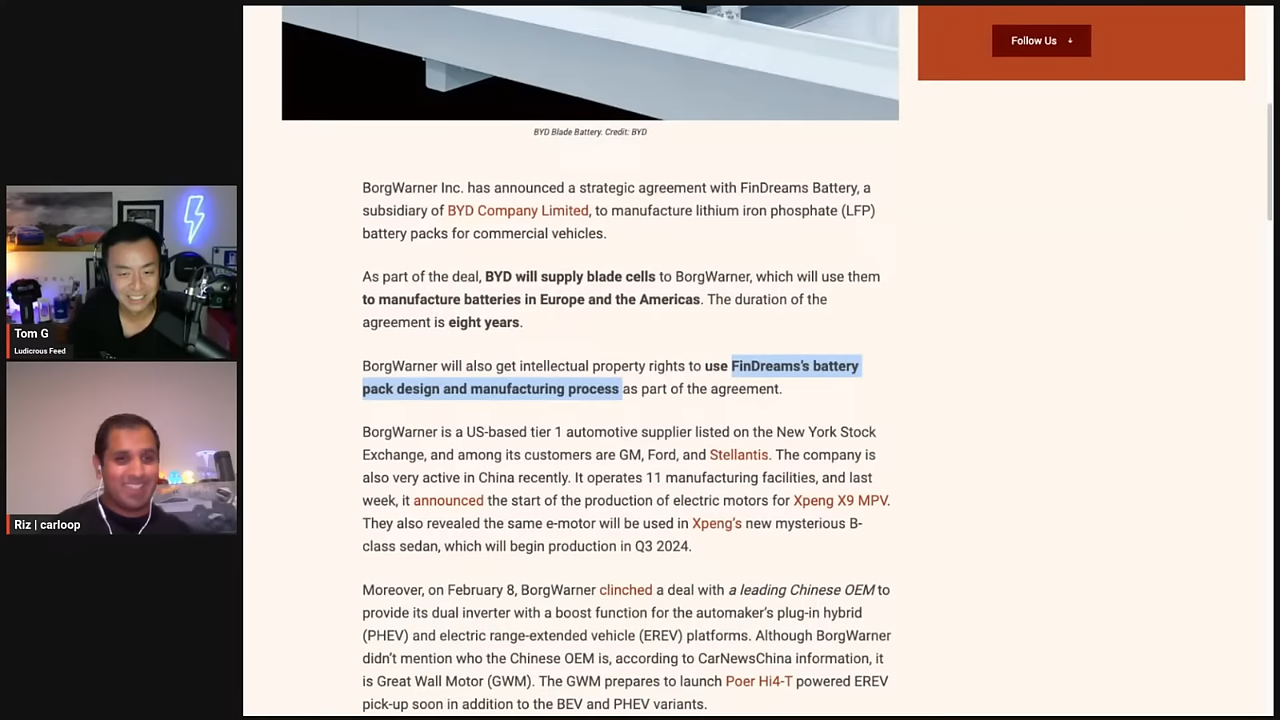 Follow Us
BYD Blade Battery. Credit: BYD
BorgWarner Inc. has announced a strategic agreement with FinDreams Battery, a
subsidiary of BYD Company Limited, to manufacture lithium iron phosphate (LFP)
battery packs for commercial vehicles.
As part of the deal, BYD will supply blade cells to BorgWarner, which will use them
to manufacture batteries in Europe and the Americas. The duration of the
agreement is eight years.
BorgWarner will also get intellectual property rights to use FinDreams's battery
pack design and manufacturing process as part of the agreement.
BorgWarner is a US-based tier 1 automotive supplier listed on the New York Stock
Exchange, and among its customers are GM, Ford, and Stellantis. The company is
also very active in China recently. It operates 11 manufacturing facilities, and last
week, it announced the start of the production of electric motors for Xpeng X9 MPV.
They also revealed the same e-motor will be used in Xpeng's new mysterious B-
class sedan, which will begin production in Q3 2024.
Moreover, on February 8, BorgWarner clinched a deal with a leading Chinese OEM to
provide its dual inverter with a boost function for the automaker's plug-in hybrid
(PHEV) and electric range-extended vehicle (EREV) platforms. Although BorgWarner
didn't mention who the Chinese OEM is, according to CarNewsChina information, it
is Great Wall Motor (GWM). The GWM prepares to launch Poer Hi4-T powered EREV
pick-up soon in addition to the BEV and PHEV variants.
Tom G
Ludicrous Feed
Riz | carloop